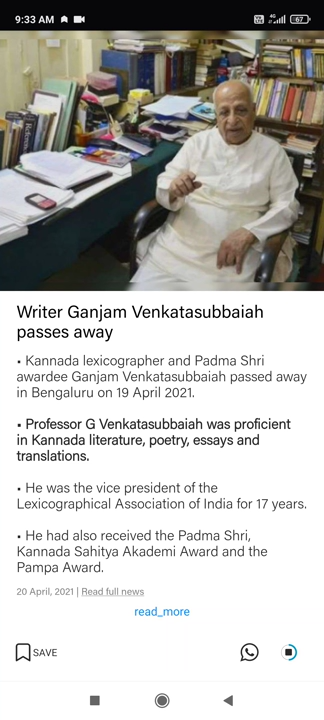 9:33 AM
4G
67
Writer Ganjam Venkatasubbaiah
passes away
• Kannada lexicographer and Padma Shri
awardee Ganjam Venkatasubbaiah passed away
in Bengaluru on 19 April 2021.
• Professor G Venkatasubbaiah was proficient
in Kannada literature, poetry, essays and
translations.
• He was the vice president of the
Lexicographical Association of India for 17 years.
• He had also received the Padma Shri,
Kannada Sahitya Akademi Award and the
Pampa Award.
20 April, 2021 | Read full news
read_more
SAVE